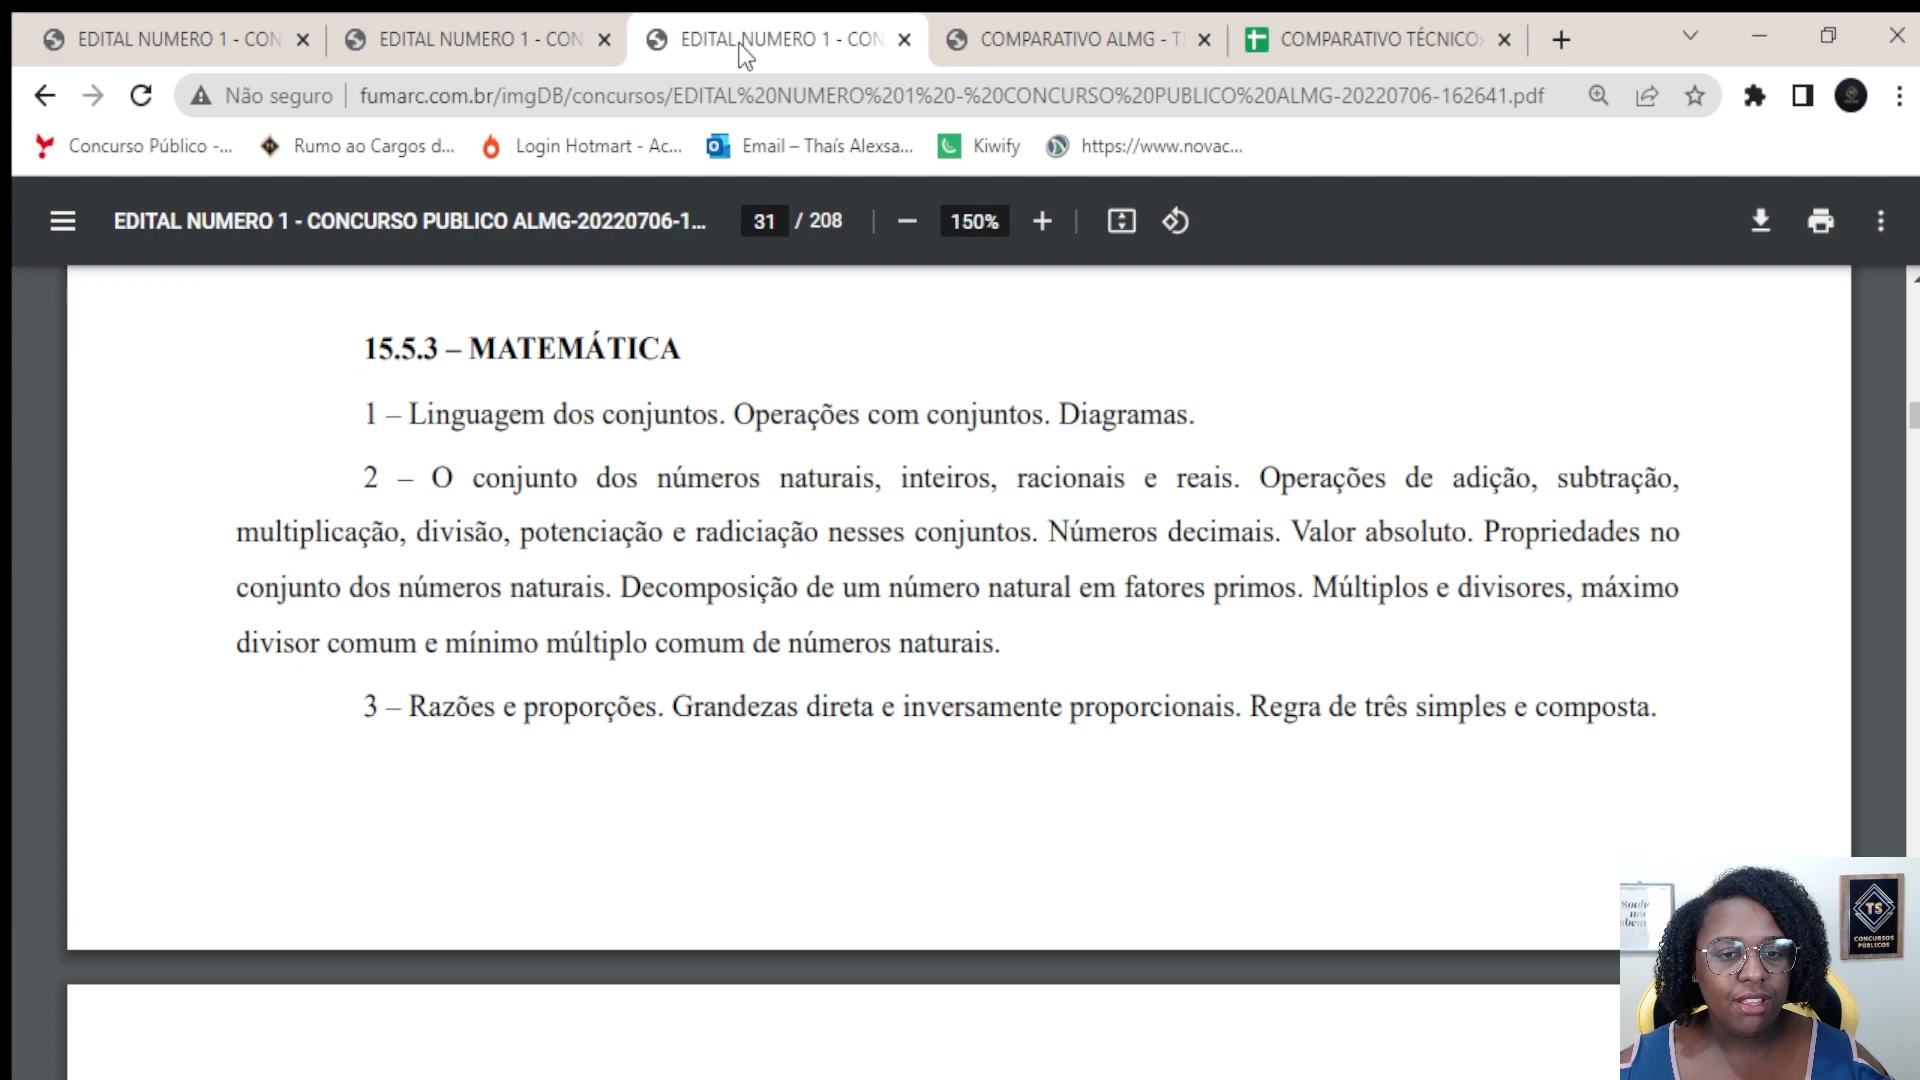 EDITAL NUMERO 1 - CON
EDITAL NUMERO 1 - CON
EDITAL NUMERO 1 - CON
COMPARATIVO ALMG - T
COMPARATIVO TÉCNICO
Não seguro
fumarc.com.br/imgDB/concursos/EDITAL%20NUMERO%201%20-%20CONCURSO%20PUBLICO%20ALMG-20220706-162641.pdf
Concurso Público -...
Rumo ao Cargos d...
Login Hotmart - Ac...
Email – Thaís Alexsa...
Kiwify
https://www.novac...
EDITAL NUMERO 1 - CONCURSO PUBLICO ALMG-20220706-1...
31 / 208
150%
15.5.3 – MATEMÁTICA
1 – Linguagem dos conjuntos. Operações com conjuntos. Diagramas.
2 – O conjunto dos números naturais, inteiros, racionais e reais. Operações de adição, subtração,
multiplicação, divisão, potenciação e radiciação nesses conjuntos. Números decimais. Valor absoluto. Propriedades no
conjunto dos números naturais. Decomposição de um número natural em fatores primos. Múltiplos e divisores, máximo
divisor comum e mínimo múltiplo comum de números naturais.
3 – Razões e proporções. Grandezas direta e inversamente proporcionais. Regra de três simples e composta.
TS
CONCURSOS
PÚBLICOS